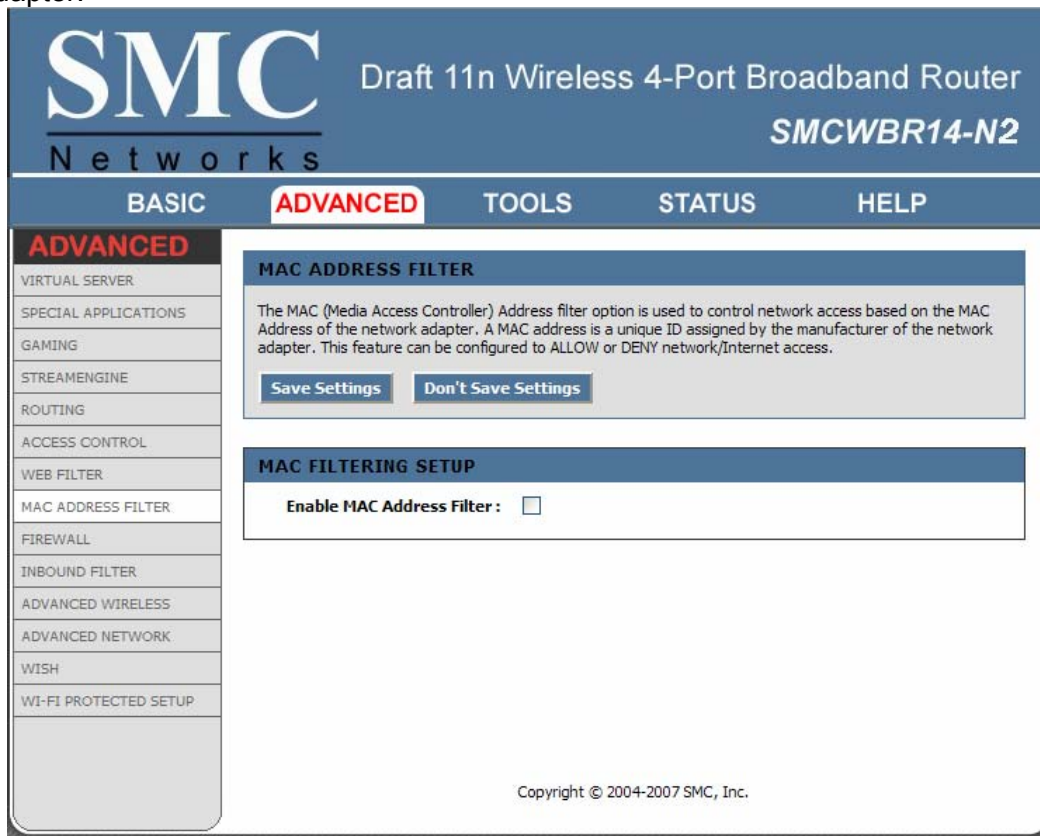 SMC
Networks
Draft 11n Wireless 4-Port Broadband Router
SMCWBR14-N2
BASIC ADVANCED TOOLS STATUS HELP
ADVANCED
VIRTUAL SERVER
SPECIAL APPLICATIONS
GAMING
STREAMENGINE
ROUTING
ACCESS CONTROL
WEB FILTER
MAC ADDRESS FILTER
FIREWALL
INBOUND FILTER
ADVANCED WIRELESS
ADVANCED NETWORK
WISH
WI-FI PROTECTED SETUP
MAC ADDRESS FILTER
The MAC (Media Access Controller) Address filter option is used to control network access based on the MAC
Address of the network adapter. A MAC address is a unique ID assigned by the manufacturer of the network
adapter. This feature can be configured to ALLOW or DENY network/Internet access.
Save Settings Don't Save Settings
MAC FILTERING SETUP
Enable MAC Address Filter :
Copyright © 2004-2007 SMC, Inc.